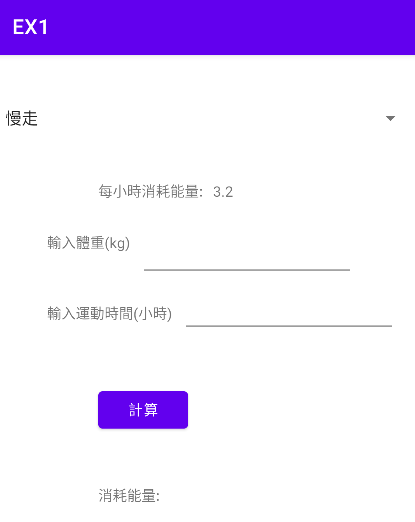 EX1
慢走
每小時消耗能量: 3.2
輸入體重(kg)
輸入運動時間(小時)
計算
消耗能量: